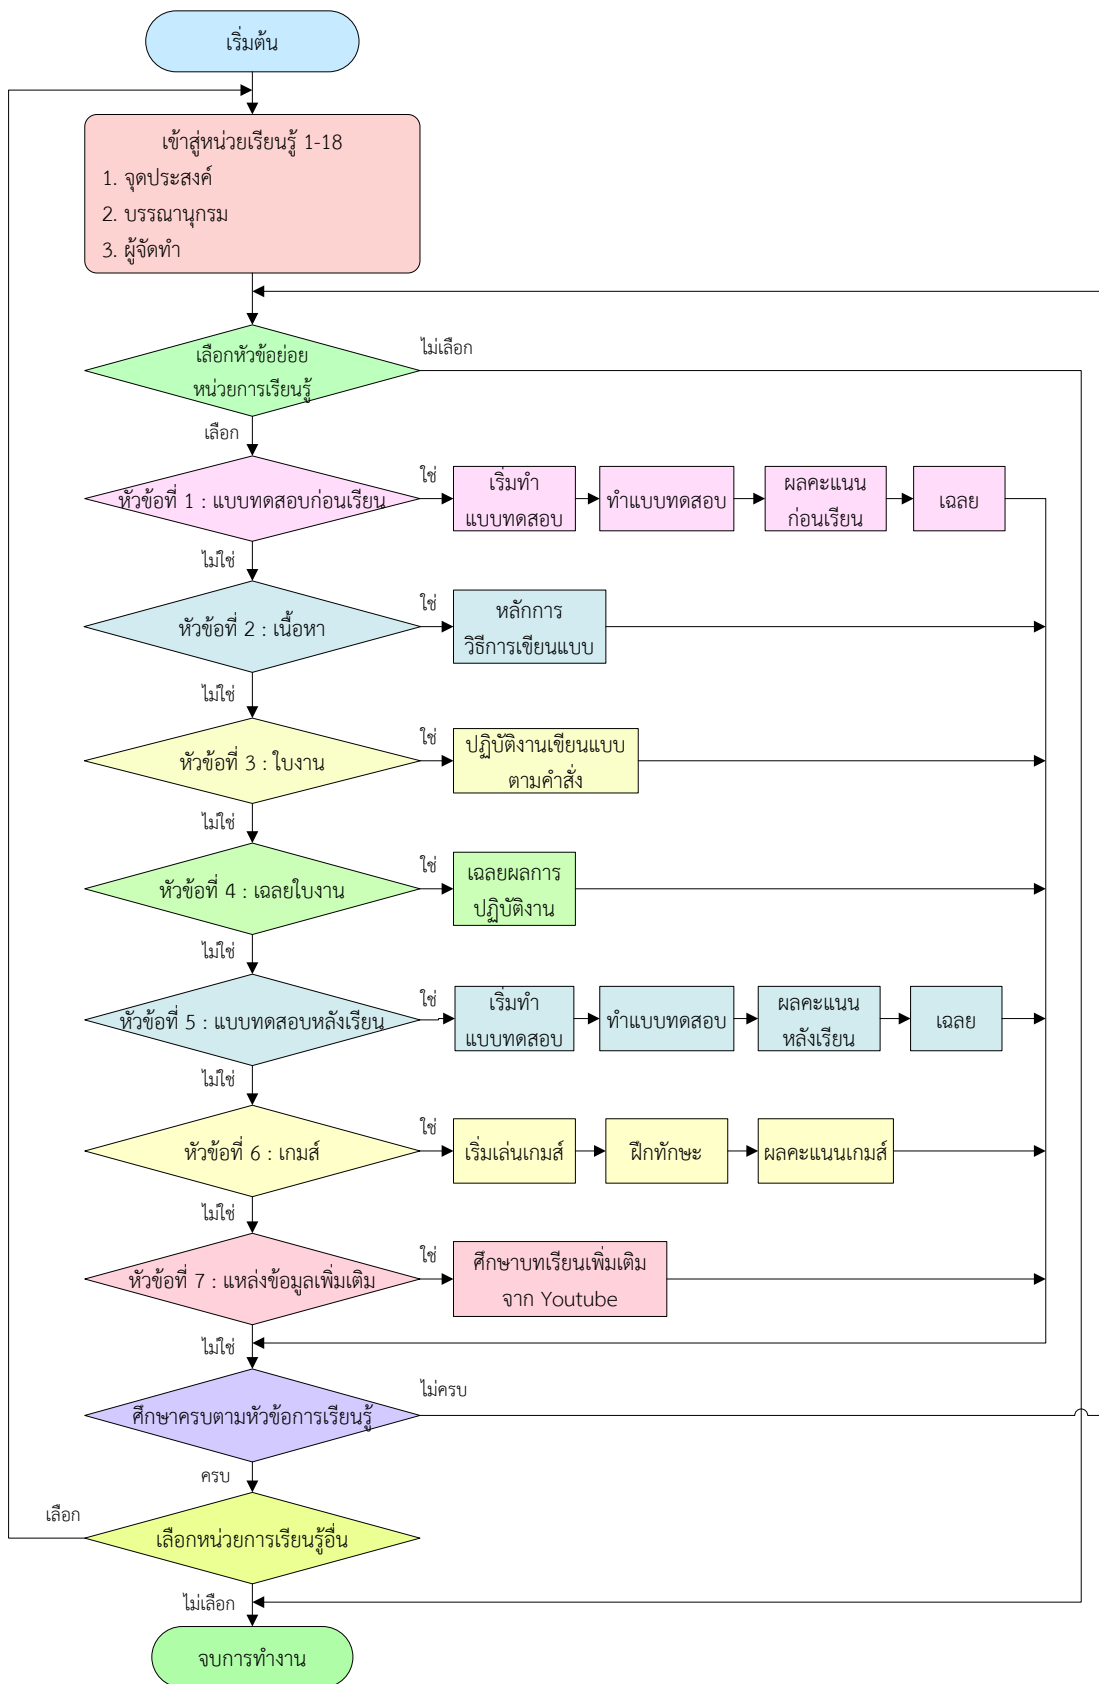 เริ่มต้น
เข้าสู่หน่วยเรียนรู้ 1-18
1. จุดประสงค์
2. บรรณานุกรม
3. ผู้จัดทำ
เลือกหัวข้อย่อย
หน่วยการเรียนรู้
ไม่เลือก
เลือก
หัวข้อที่ 1 : แบบทดสอบก่อนเรียน
ใช่
เริ่มทำ
แบบทดสอบ
ทำแบบทดสอบ
ผลคะแนน
ก่อนเรียน
เฉลย
ไม่ใช่
หัวข้อที่ 2 : เนื้อหา
ใช่
หลักการ
วิธีการเขียนแบบ
ไม่ใช่
หัวข้อที่ 3 : ใบงาน
ใช่
ปฏิบัติงานเขียนแบบ
ตามคำสั่ง
ไม่ใช่
หัวข้อที่ 4 : เฉลยใบงาน
ใช่
เฉลยผลการ
ปฏิบัติงาน
ไม่ใช่
หัวข้อที่ 5 : แบบทดสอบหลังเรียน
ใช่
เริ่มทำ
แบบทดสอบ
ทำแบบทดสอบ
ผลคะแนน
หลังเรียน
เฉลย
ไม่ใช่
หัวข้อที่ 6 : เกมส์
ใช่
เริ่มเล่นเกมส์
ฝึกทักษะ
ผลคะแนนเกมส์
ไม่ใช่
หัวข้อที่ 7 : แหล่งข้อมูลเพิ่มเติม
ใช่
ศึกษาบทเรียนเพิ่มเติม
จาก Youtube
ไม่ใช่
ศึกษาครบตามหัวข้อการเรียนรู้
ไม่ครบ
ครบ
เลือก
เลือกหน่วยการเรียนรู้อื่น
ไม่เลือก
จบการทำงาน